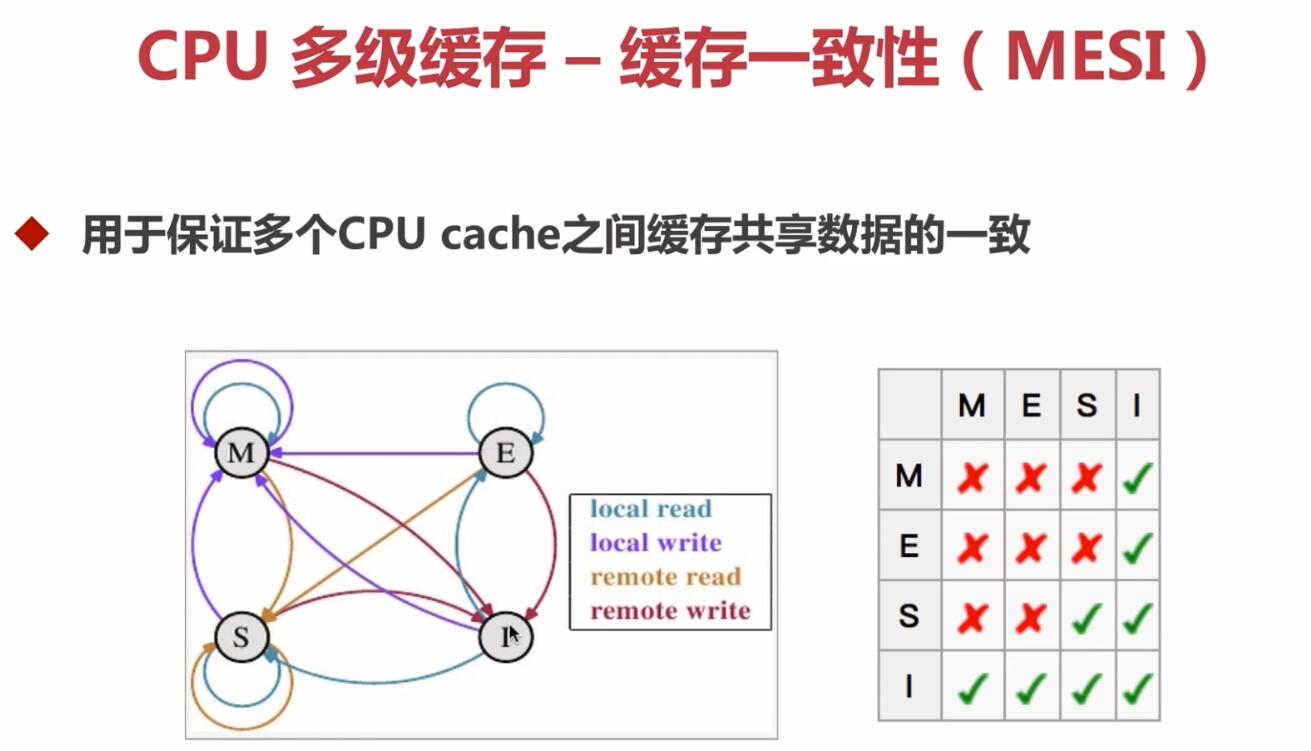 CPU 多级缓存 – 缓存一致性（MESI）
用于保证多个CPU cache之间缓存共享数据的一致
M
E
S
I
local read
local write
remote read
remote write
M E S I
M ✘ ✘ ✘ ✓
E ✘ ✘ ✘ ✓
S ✘ ✘ ✓ ✓
I ✓ ✓ ✓ ✓